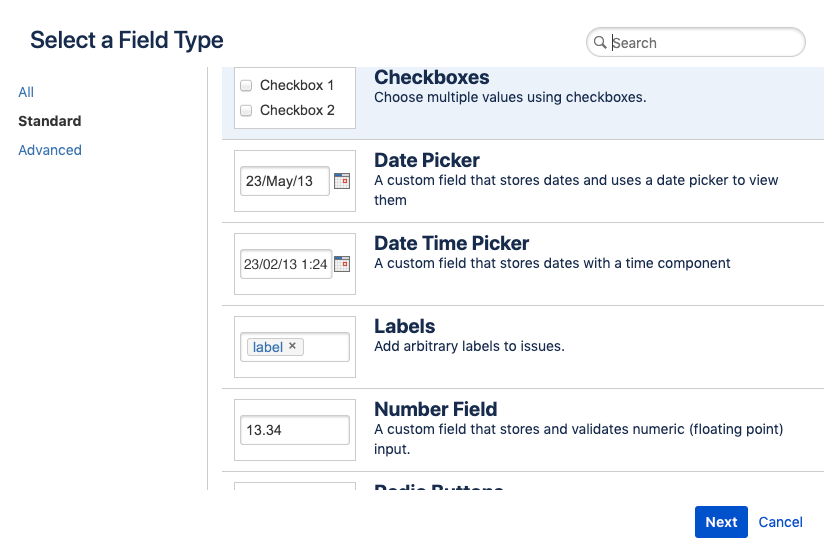 Select a Field Type
Search
All
Standard
Advanced
Checkbox 1
Checkbox 2
Checkboxes
Choose multiple values using checkboxes.
23/May/13
Date Picker
A custom field that stores dates and uses a date picker to view
them
23/02/13 1:24
Date Time Picker
A custom field that stores dates with a time component
label ×
Labels
Add arbitrary labels to issues.
13.34
Number Field
A custom field that stores and validates numeric (floating point)
input.
Radio Buttons
Next
Cancel